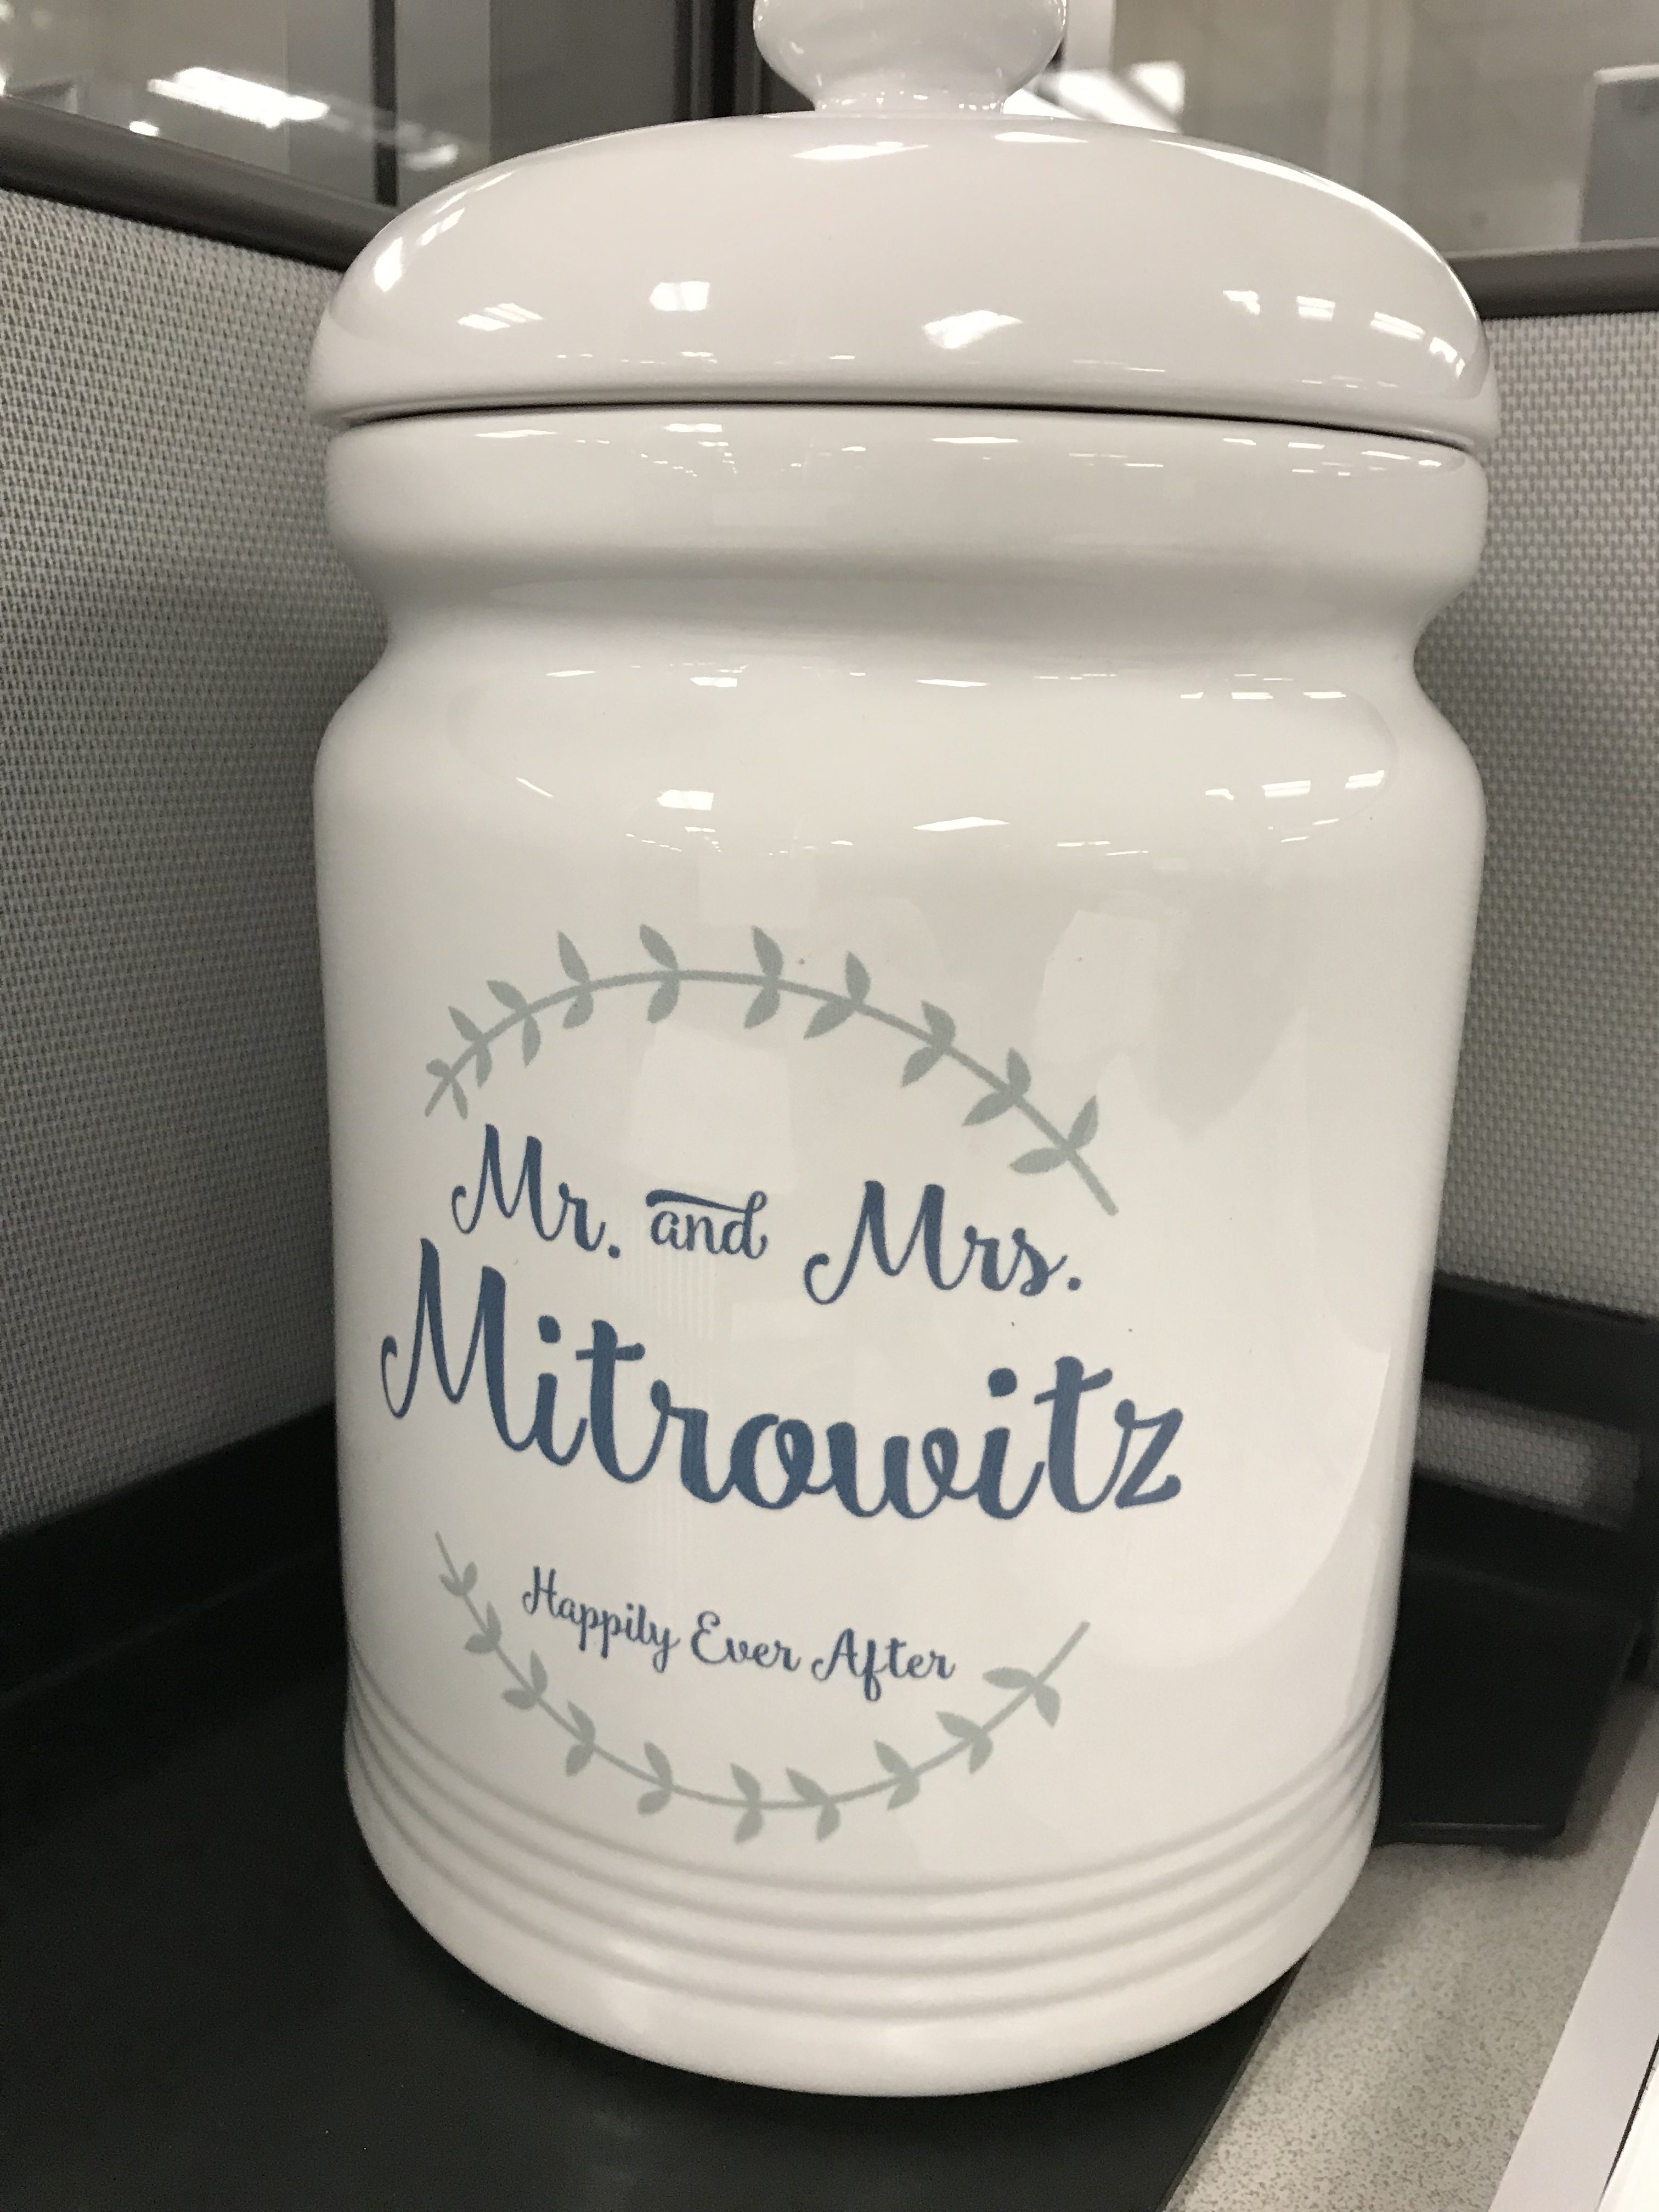 Mr. and Mrs.
Mitrowitz
Happily Ever After